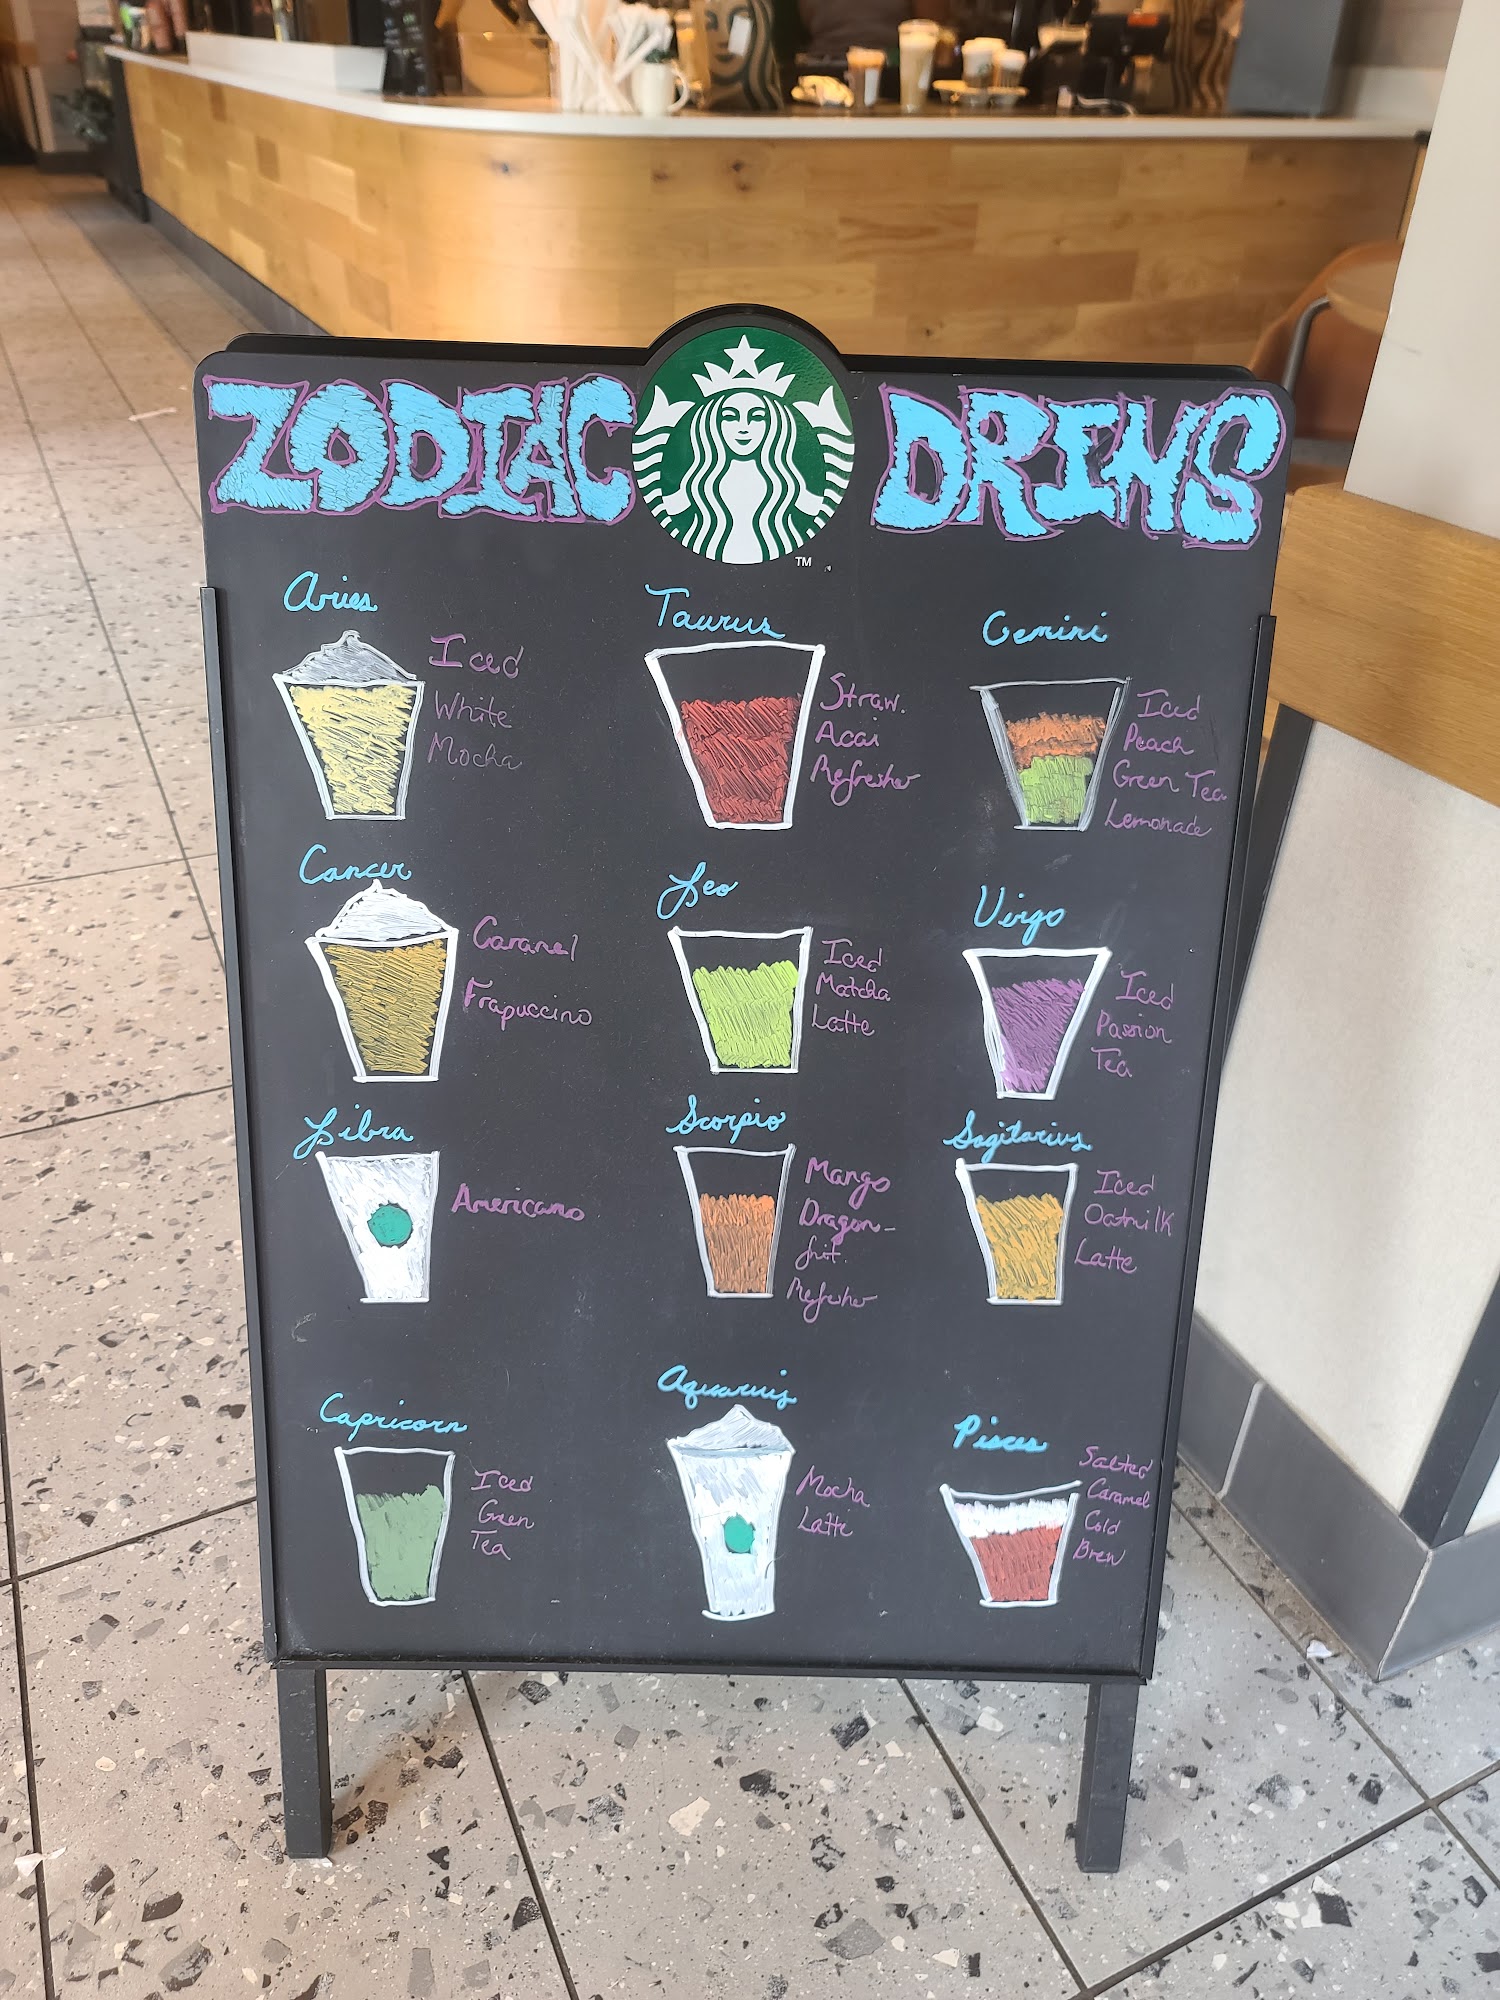 ZODIAC DRINKS
TM
Aries
Iced
White
Mocha
Taurus
Straw.
Acai
Refresher
Gemini
Iced
Peach
Green Tea
Lemonade
Cancer
Caramel
Frapuccino
Leo
Iced
Matcha
Latte
Virgo
Iced
Passion
Tea
Libra
Americano
Scorpio
Mango
Dragon-
frit.
Refresher
Sagitarius
Iced
Oatmilk
Latte
Capricorn
Iced
Green
Tea
Aquarius
Mocha
Latte
Pisces
Salted
Caramel
Cold
Brew